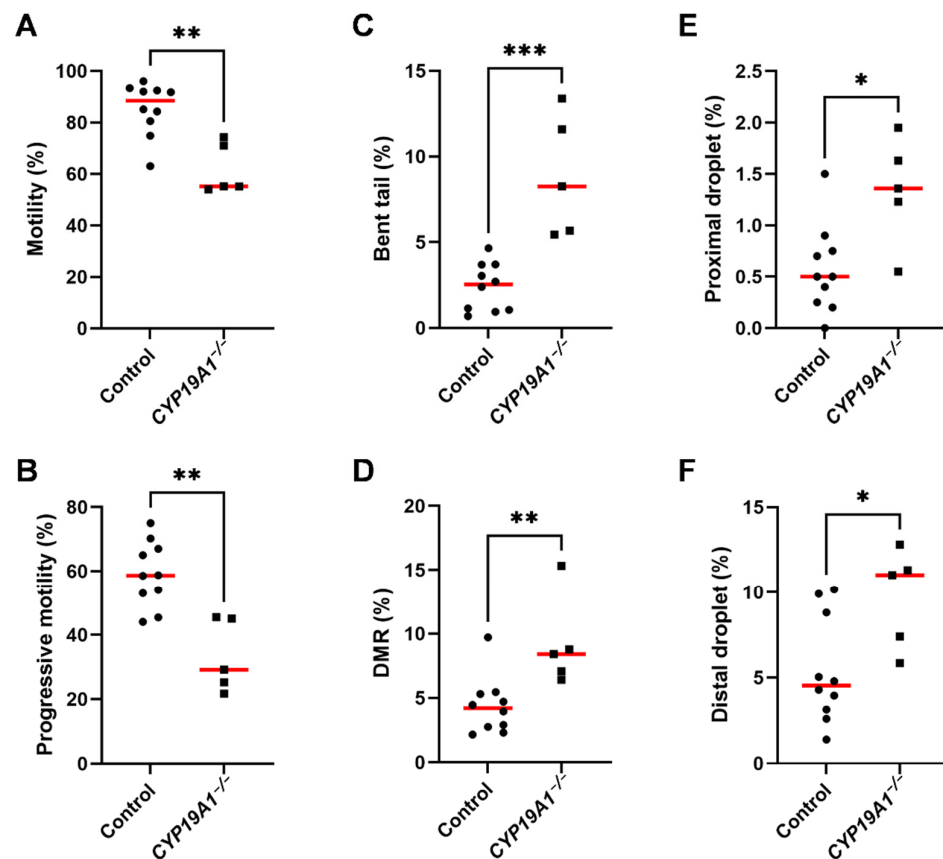 A
**
Motility (%)
100
80
60
40
20
0
Control
CYP19A1−/−
C
***
Bent tail (%)
15
10
5
0
Control
CYP19A1−/−
E
*
Proximal droplet (%)
2.5
2.0
1.5
1.0
0.5
0.0
Control
CYP19A1−/−
B
**
Progressive motility (%)
80
60
40
20
0
Control
CYP19A1−/−
D
**
DMR (%)
20
15
10
5
0
Control
CYP19A1−/−
F
*
Distal droplet (%)
15
10
5
0
Control
CYP19A1−/−